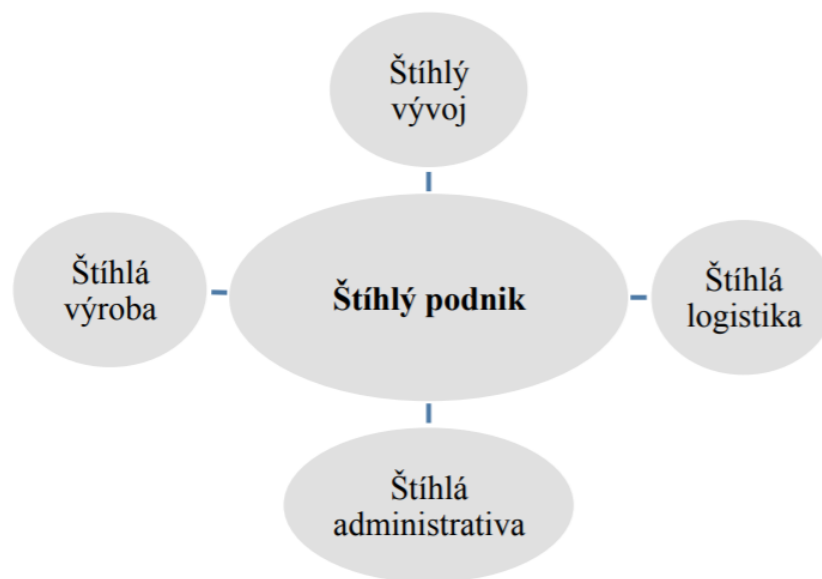 Štíhlý
vývoj
Štíhlá
výroba
Štíhlý podnik
Štíhlá
logistika
Štíhlá
administrativa